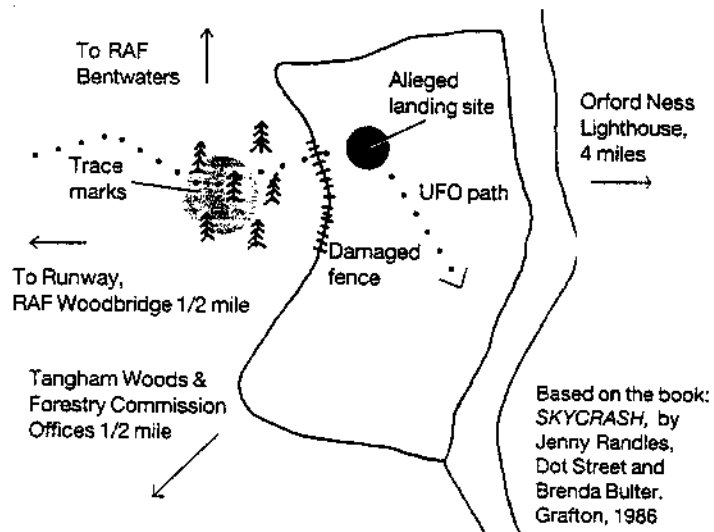 To RAF
Bentwaters
Alleged
landing site
Orford Ness
Lighthouse,
4 miles
Trace
marks
UFO path
Damaged
fence
To Runway,
RAF Woodbridge 1/2 mile
Tangham Woods &
Forestry Commission
Offices 1/2 mile
Based on the book:
SKYCRASH, by
Jenny Randles,
Dot Street and
Brenda Bulter.
Grafton, 1986